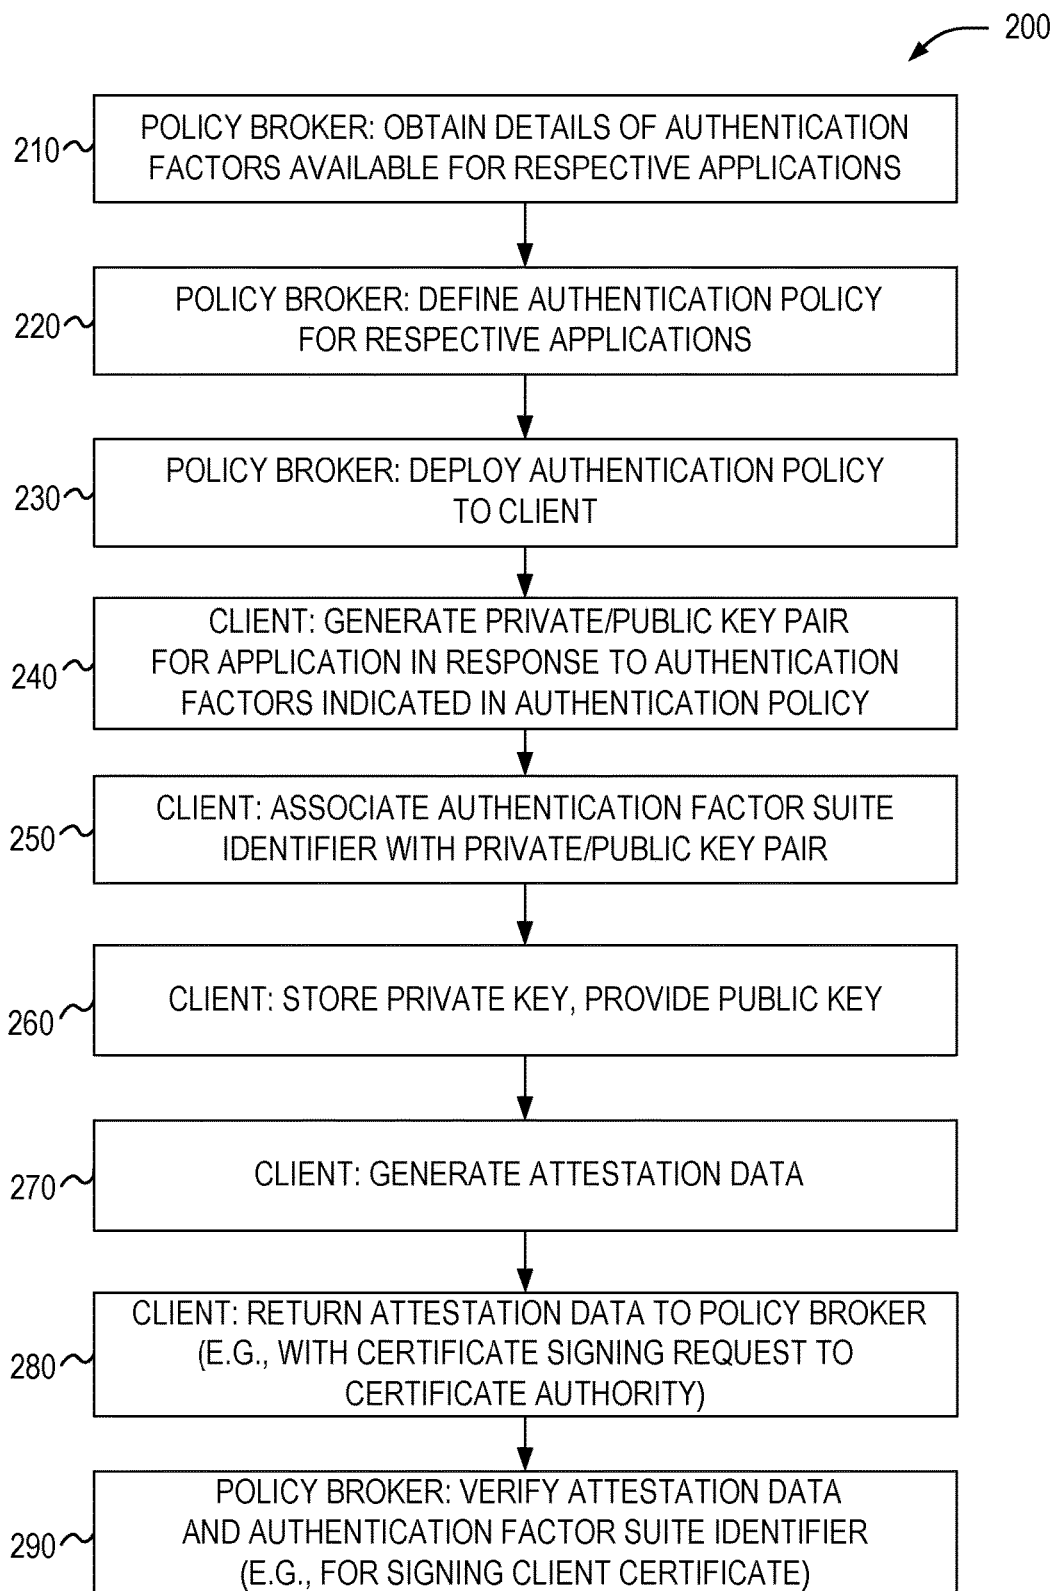 200
210
POLICY BROKER: OBTAIN DETAILS OF AUTHENTICATION
FACTORS AVAILABLE FOR RESPECTIVE APPLICATIONS
220
POLICY BROKER: DEFINE AUTHENTICATION POLICY
FOR RESPECTIVE APPLICATIONS
230
POLICY BROKER: DEPLOY AUTHENTICATION POLICY
TO CLIENT
240
CLIENT: GENERATE PRIVATE/PUBLIC KEY PAIR
FOR APPLICATION IN RESPONSE TO AUTHENTICATION
FACTORS INDICATED IN AUTHENTICATION POLICY
250
CLIENT: ASSOCIATE AUTHENTICATION FACTOR SUITE
IDENTIFIER WITH PRIVATE/PUBLIC KEY PAIR
260
CLIENT: STORE PRIVATE KEY, PROVIDE PUBLIC KEY
270
CLIENT: GENERATE ATTESTATION DATA
280
CLIENT: RETURN ATTESTATION DATA TO POLICY BROKER
(E.G., WITH CERTIFICATE SIGNING REQUEST TO
CERTIFICATE AUTHORITY)
290
POLICY BROKER: VERIFY ATTESTATION DATA
AND AUTHENTICATION FACTOR SUITE IDENTIFIER
(E.G., FOR SIGNING CLIENT CERTIFICATE)